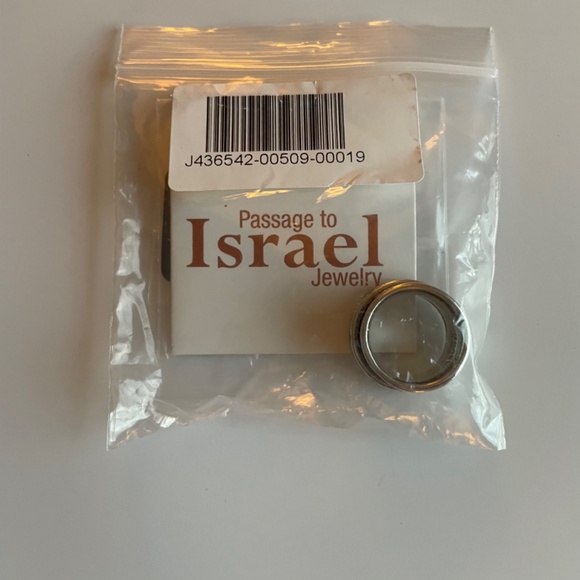 J436542-00509-00019
Passage to
Israel
Jewelry